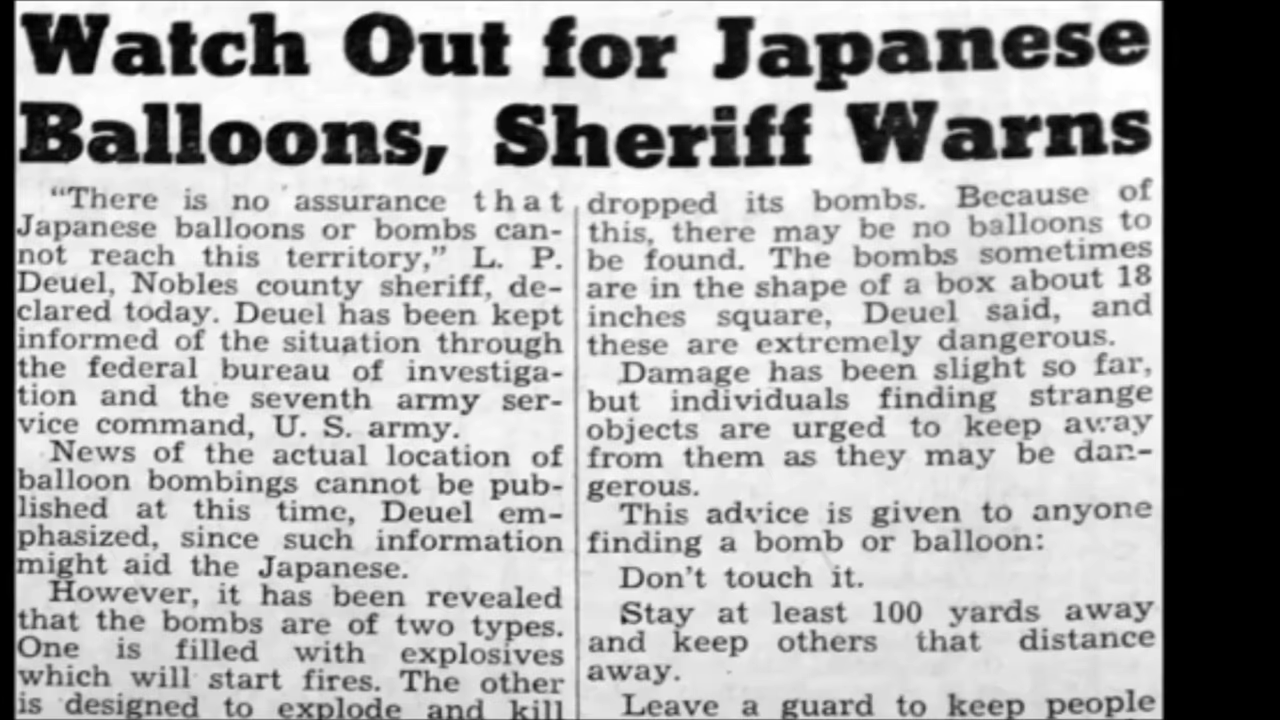 Watch Out for Japanese
Balloons, Sheriff Warns
"There is no assurance that
Japanese balloons or bombs can-
not reach this territory," L. P.
Deuel, Nobles county sheriff, de-
clared today. Deuel has been kept
informed of the situation through
the federal bureau of investiga-
tion and the seventh army ser-
vice command, U. S. army.
News of the actual location of
balloon bombings cannot be pub-
lished at this time, Deuel em-
phasized, since such information
might aid the Japanese.
However, it has been revealed
that the bombs are of two types.
One is filled with explosives
which will start fires. The other
is designed to explode and kill
dropped its bombs. Because of
this, there may be no balloons to
be found. The bombs sometimes
are in the shape of a box about 18
inches square, Deuel said, and
these are extremely dangerous.
Damage has been slight so far,
but individuals finding strange
objects are urged to keep away
from them as they may be dan-
gerous.
This advice is given to anyone
finding a bomb or balloon:
Don't touch it.
Stay at least 100 yards away
and keep others that distance
away.
Leave a guard to keep people